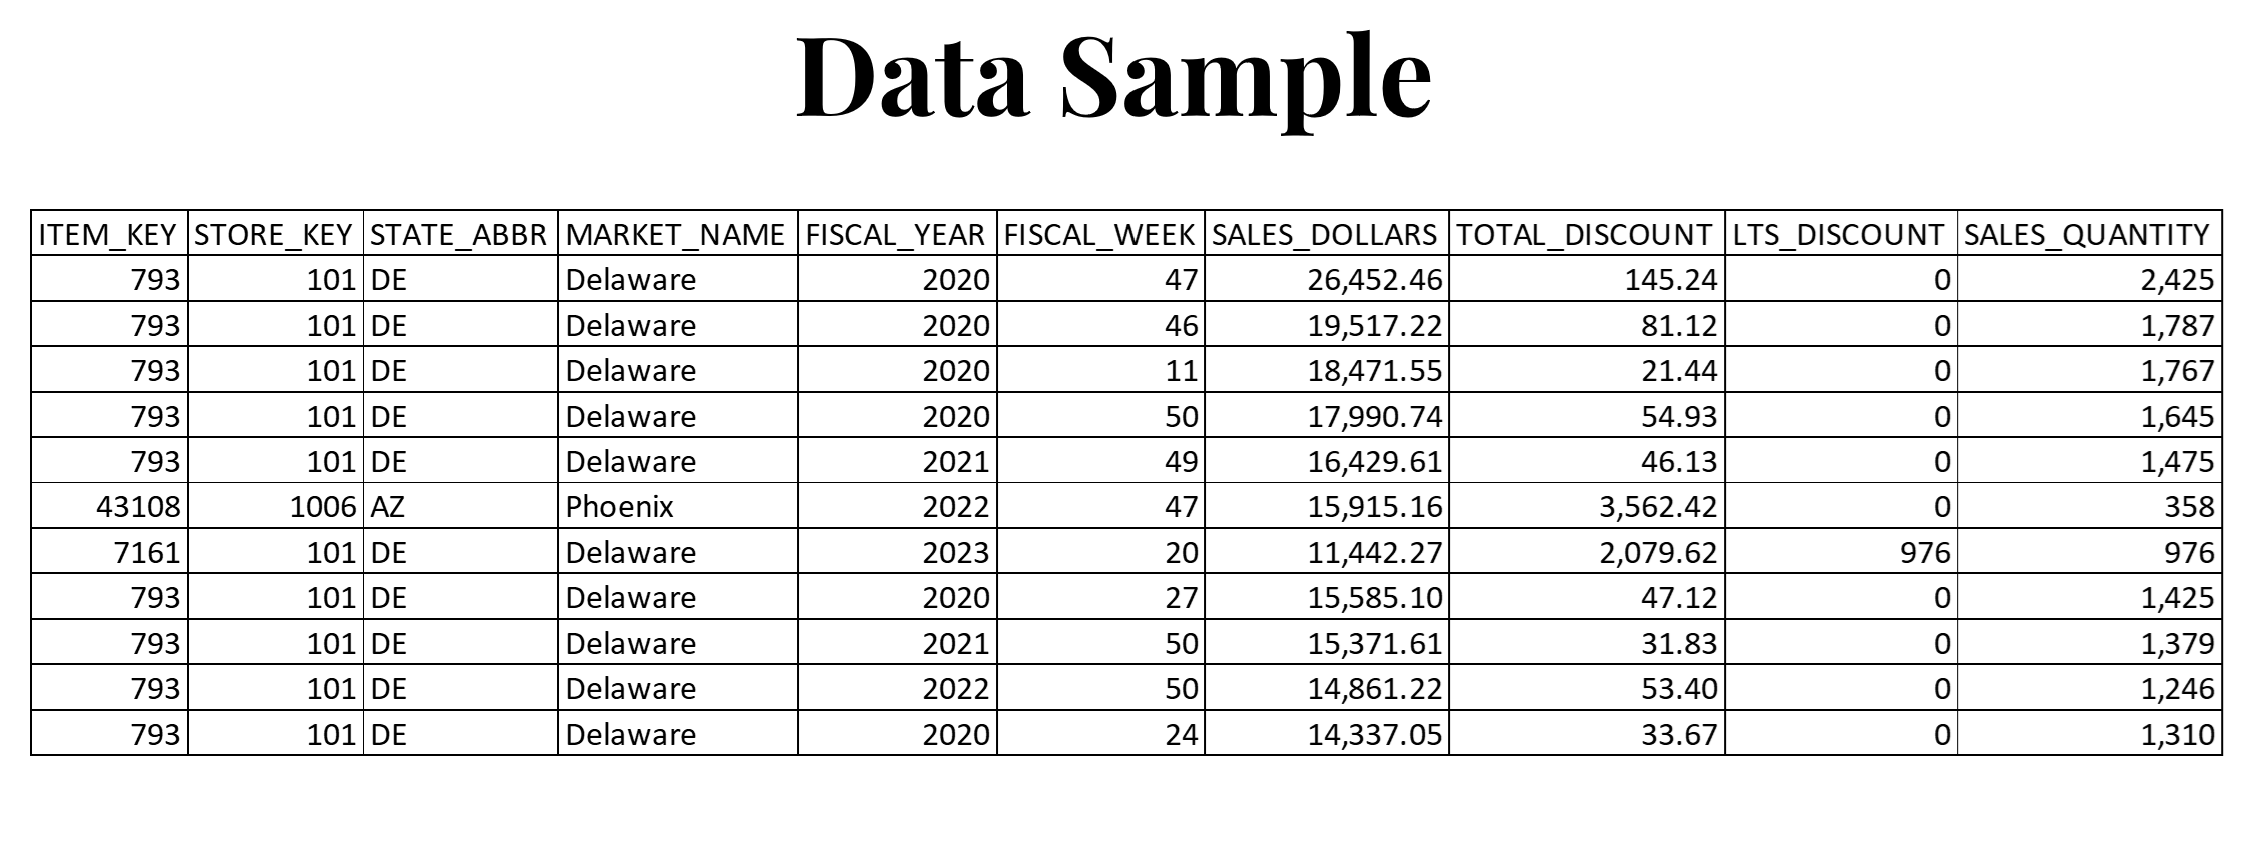 Data Sample
ITEM_KEY STORE_KEY STATE_ABBR MARKET_NAME FISCAL_YEAR FISCAL_WEEK SALES_DOLLARS TOTAL_DISCOUNT LTS_DISCOUNT SALES_QUANTITY
793 101 DE Delaware 2020 47 26,452.46 145.24 0 2,425
793 101 DE Delaware 2020 46 19,517.22 81.12 0 1,787
793 101 DE Delaware 2020 11 18,471.55 21.44 0 1,767
793 101 DE Delaware 2020 50 17,990.74 54.93 0 1,645
793 101 DE Delaware 2021 49 16,429.61 46.13 0 1,475
43108 1006 AZ Phoenix 2022 47 15,915.16 3,562.42 0 358
7161 101 DE Delaware 2023 20 11,442.27 2,079.62 976 976
793 101 DE Delaware 2020 27 15,585.10 47.12 0 1,425
793 101 DE Delaware 2021 50 15,371.61 31.83 0 1,379
793 101 DE Delaware 2022 50 14,861.22 53.40 0 1,246
793 101 DE Delaware 2020 24 14,337.05 33.67 0 1,310